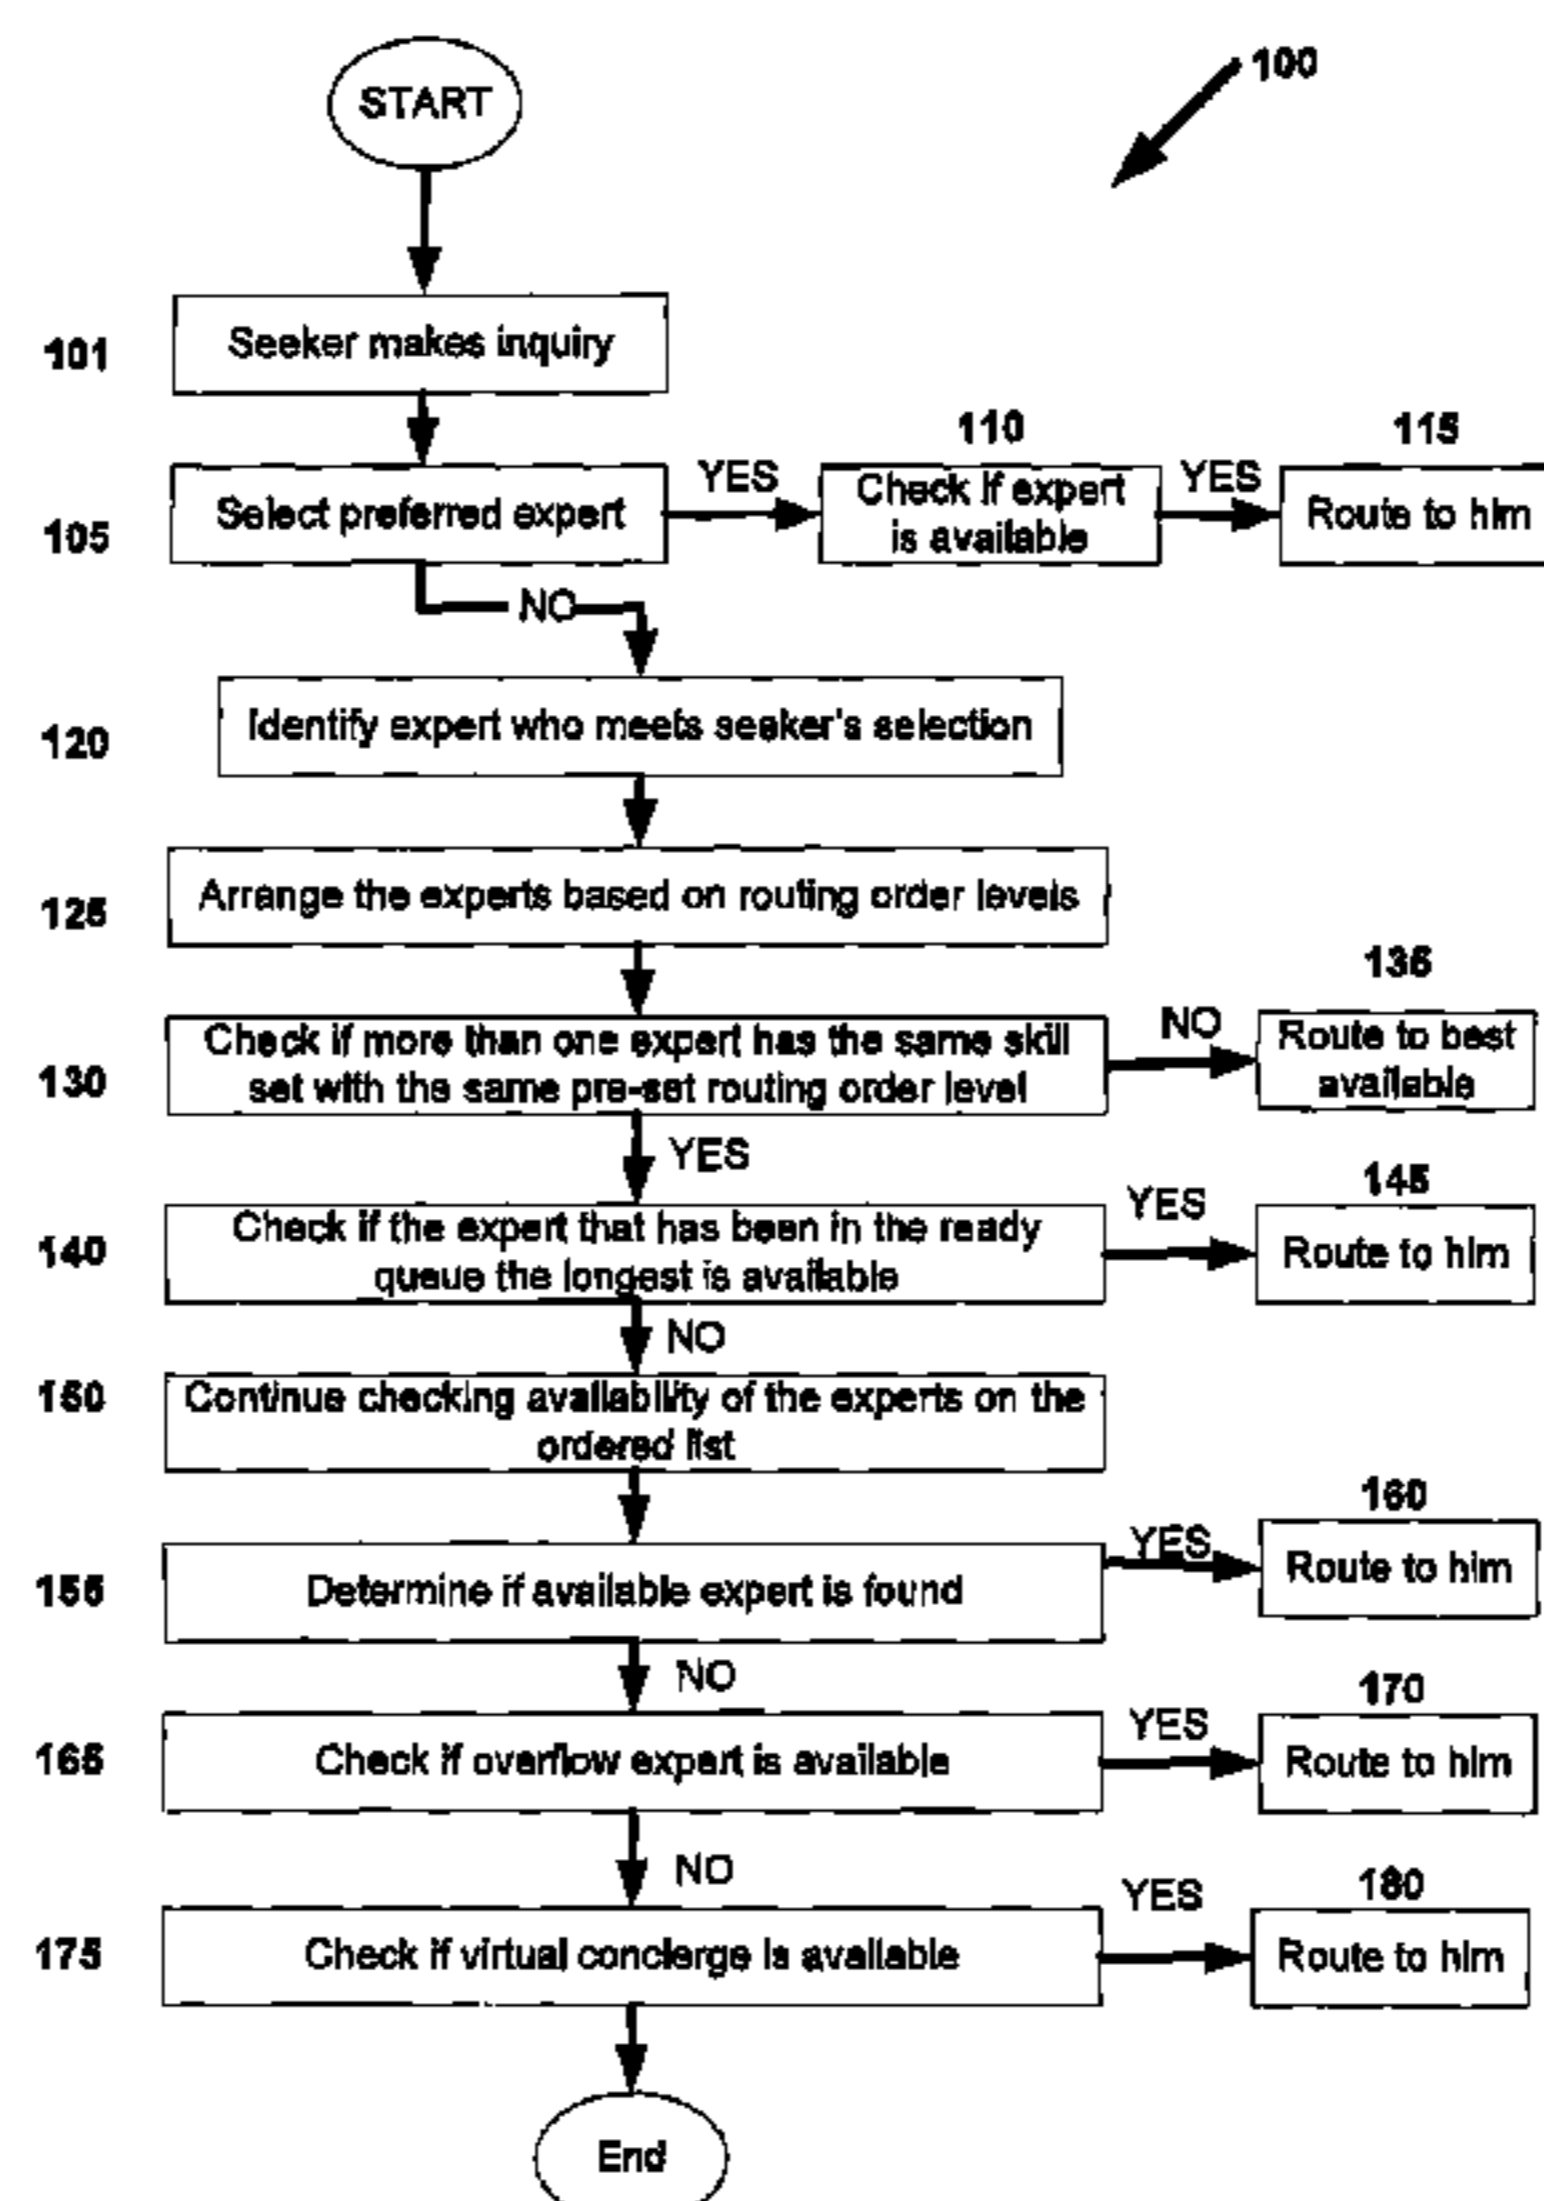 START
100
101
Seeker makes inquiry
110
115
105
Select preferred expert
YES
Check if expert
is available
YES
Route to him
NO
120
Identify expert who meets seeker's selection
125
Arrange the experts based on routing order levels
135
130
Check if more than one expert has the same skill
set with the same pre-set routing order level
NO
Route to best
available
YES
145
140
Check if the expert that has been in the ready
queue the longest is available
YES
Route to him
NO
150
Continue checking availability of the experts on the
ordered list
160
155
Determine if available expert is found
YES
Route to him
NO
170
165
Check if overflow expert is available
YES
Route to him
NO
180
175
Check if virtual concierge is available
YES
Route to him
End